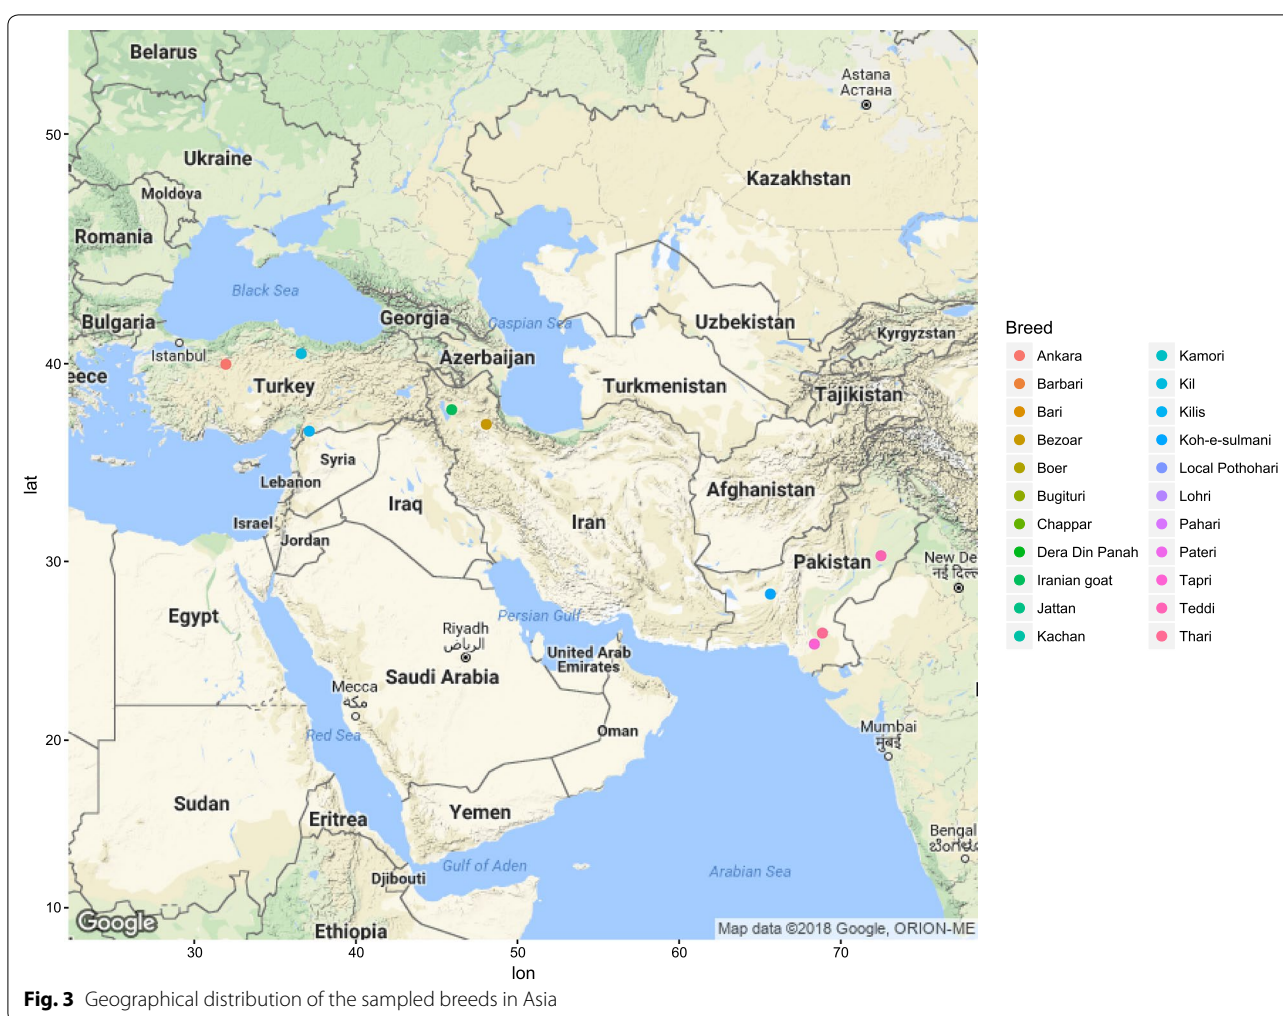 Belarus
Astana
Астана
50
Ukraine
Kazakhstan
Moldova
Romania
Black Sea
Bulgaria
Georgia
Caspian Sea
Uzbekistan
Kyrgyzstan
Istanbul
Azerbaijan
40
eece
Turkey
Turkmenistan
Tajikistan
Syria
Lebanon
Afghanistan
lat
Iraq
Israel
Iran
Jordan
30
Pakistan
New De
नई दिल्ल
Egypt
Persian Gulf
Riyadh
الرياض
United Arab
Emirates
Saudi Arabia
Mecca
مكة
Red Sea
Oman
Mumbai
मुंबई
20
Sudan
Eritrea
Yemen
Bengal
Gulf of Aden
Arabian Sea
Djibouti
10
Google
Ethiopia
Map data ©2018 Google, ORION-ME
30
40
50
60
70
lon
Breed
Ankara
Barbari
Bari
Bezoar
Boer
Bugituri
Chappar
Dera Din Panah
Iranian goat
Jattan
Kachan
Kamori
Kil
Kilis
Koh-e-sulmani
Local Pothohari
Lohri
Pahari
Pateri
Tapri
Teddi
Thari
Fig. 3 Geographical distribution of the sampled breeds in Asia